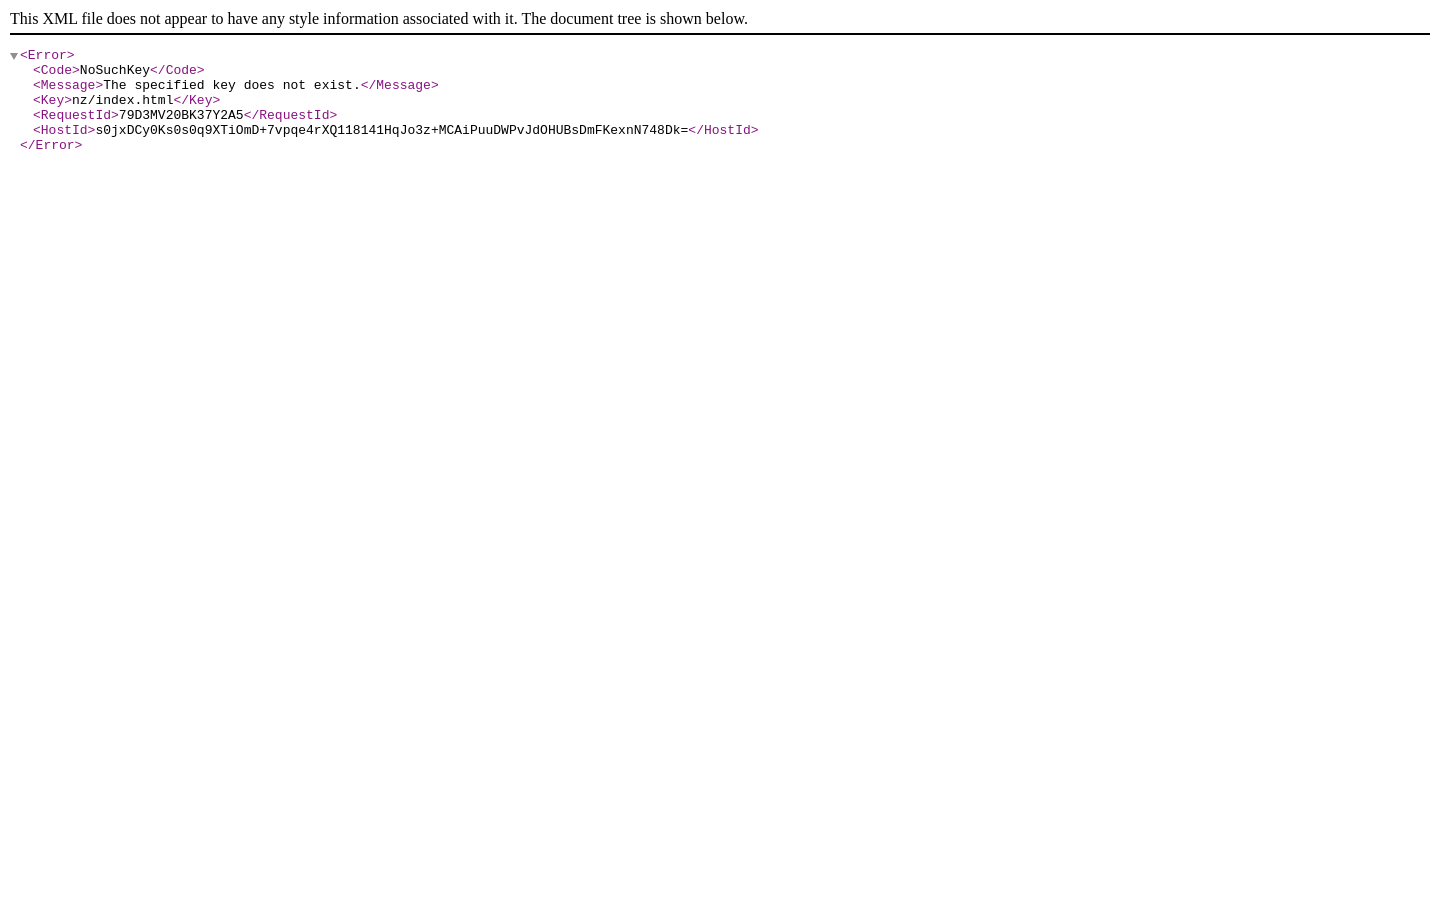 This XML file does not appear to have any style information associated with it. The document tree is shown below.
<Error>
<Code>NoSuchKey</Code>
<Message>The specified key does not exist.</Message>
<Key>nz/index.html</Key>
<RequestId>79D3MV20BK37Y2A5</RequestId>
<HostId>s0jxDCy0Ks0s0q9XTiOmD+7vpqe4rXQ118141HqJo3z+MCAiPuuDWPvJdOHUBsDmFKexnN748Dk=</HostId>
</Error>